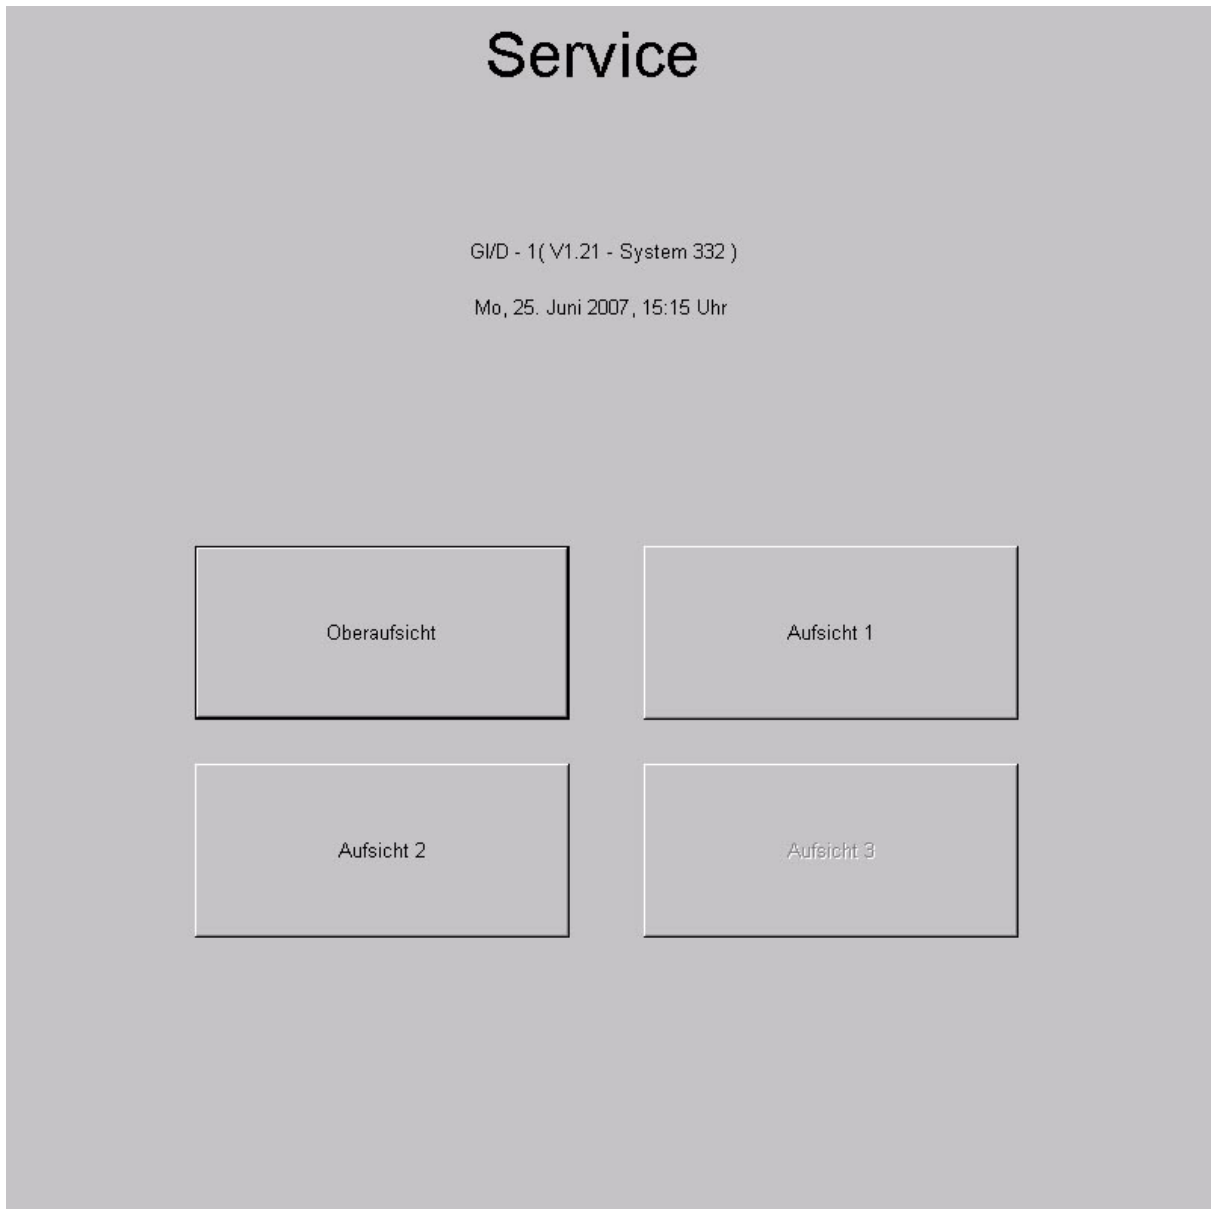 Service
GI/D - 1( V1.21 - System 332 )
Mo, 25. Juni 2007, 15:15 Uhr
Oberaufsicht
Aufsicht 1
Aufsicht 2
Aufsicht 3